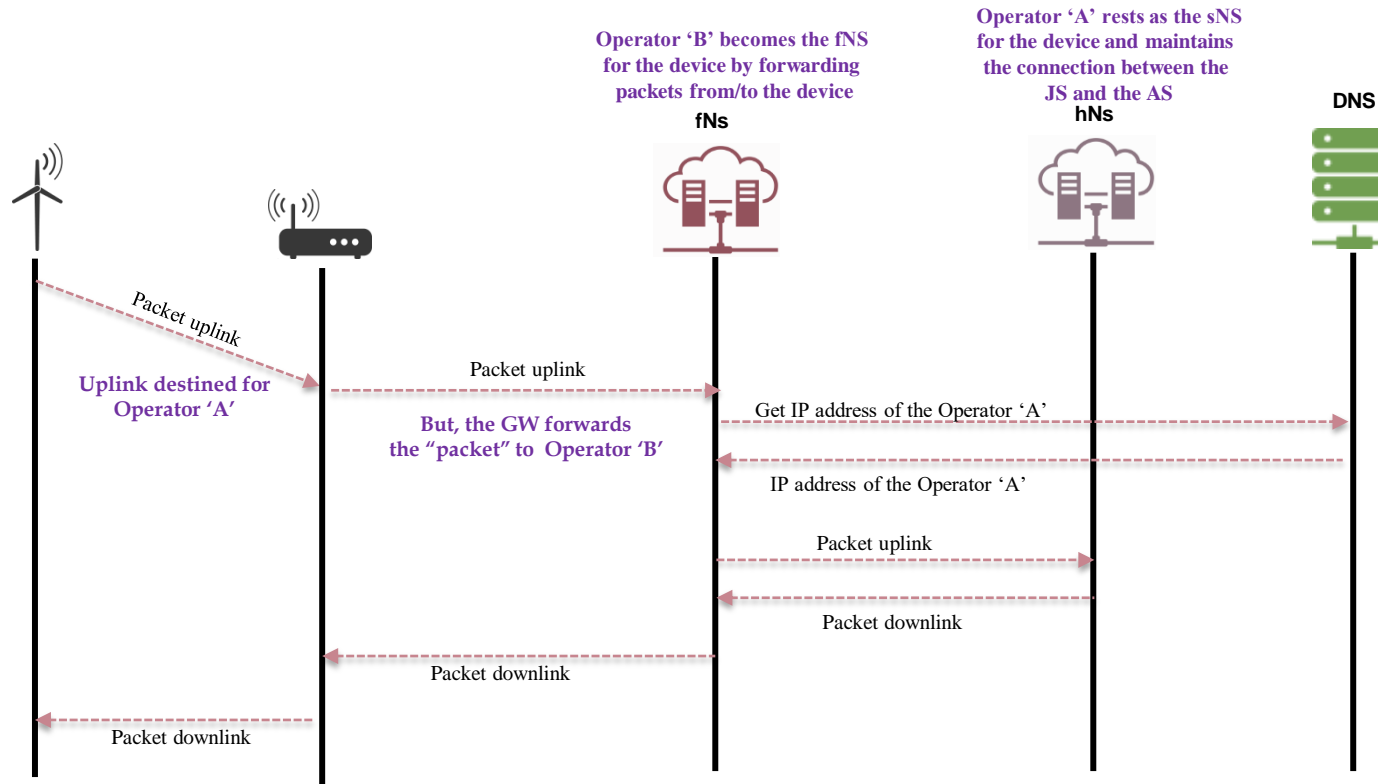 Operator ‘B’ becomes the fNS
for the device by forwarding
packets from/to the device
fNs
Operator ‘A’ rests as the sNS
for the device and maintains
the connection between the
JS and the AS
hNs
DNS
Packet uplink
Uplink destined for
Operator ‘A’
Packet uplink
But, the GW forwards
the “packet” to Operator ‘B’
Get IP address of the Operator ‘A’
IP address of the Operator ‘A’
Packet uplink
Packet downlink
Packet downlink
Packet downlink